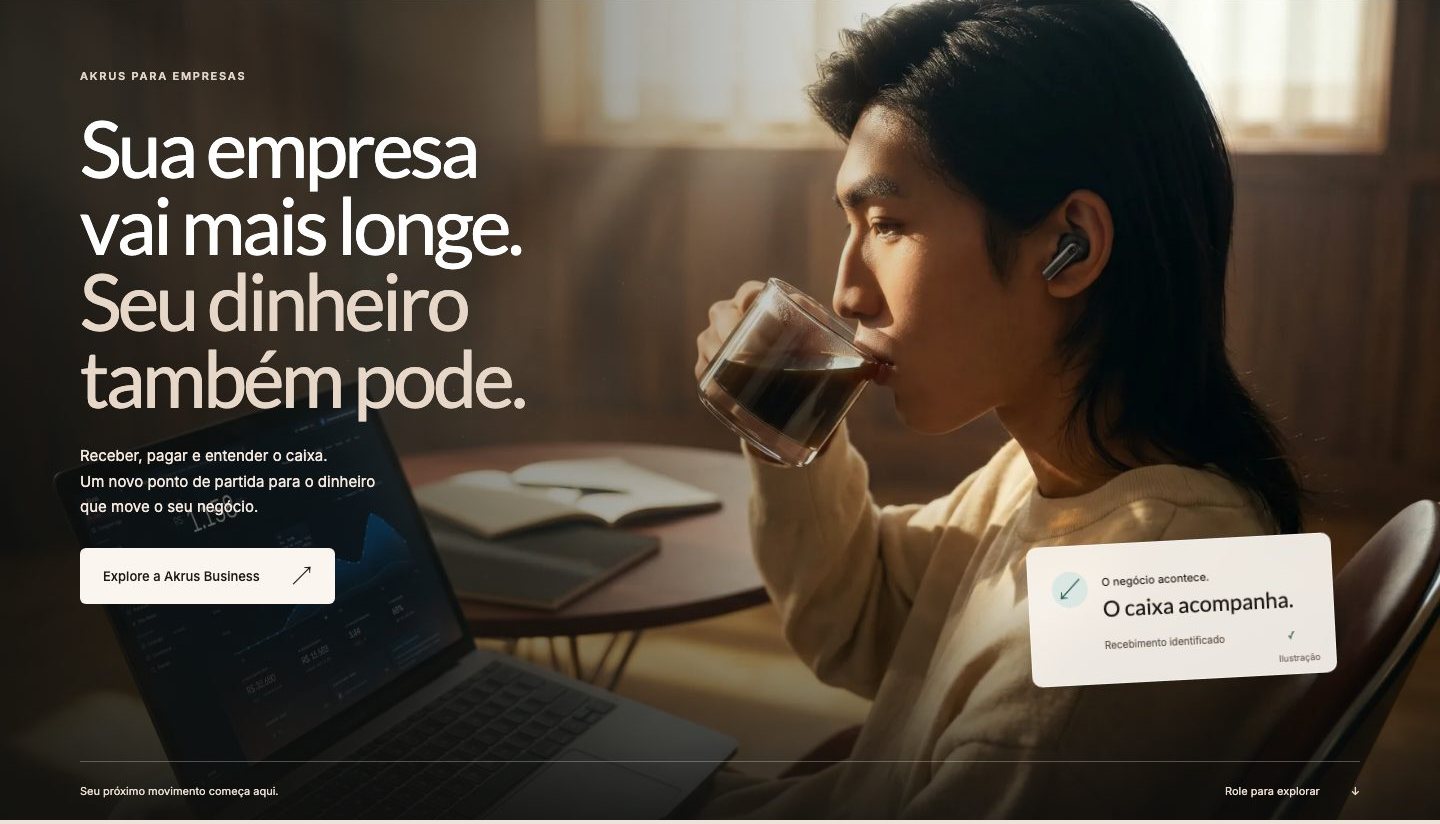 AKRUS PARA EMPRESAS
Sua empresa
vai mais longe.
Seu dinheiro
também pode.
Receber, pagar e entender o caixa.
Um novo ponto de partida para o dinheiro
que move o seu negócio.
Explore a Akrus Business
O negócio acontece.
O caixa acompanha.
Recebimento identificado
Ilustração
Seu próximo movimento começa aqui.
Role para explorar